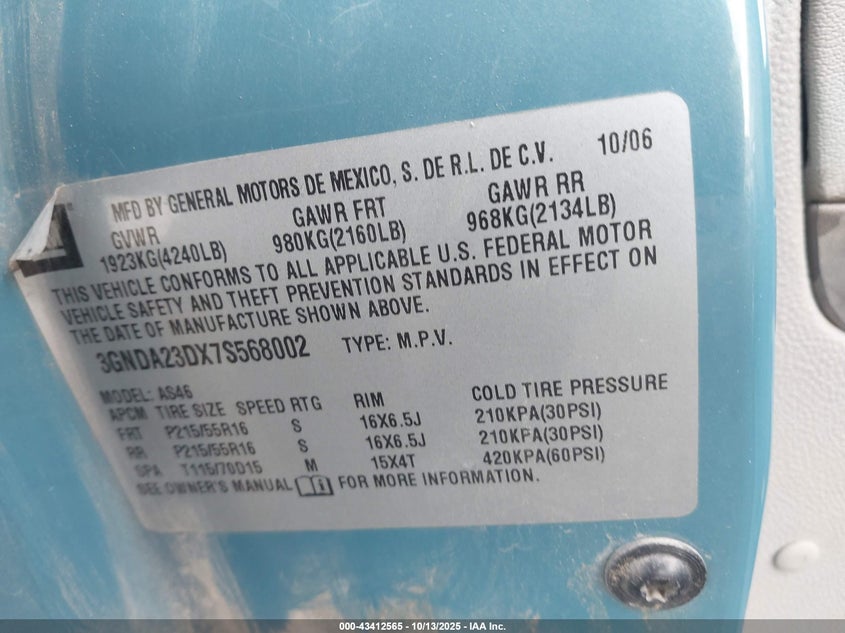 MFD BY GENERAL MOTORS DE MEXICO, S. DE R.L. DE C.V. 10/06
GVWR GAWR FRT GAWR RR
1923KG(4240LB) 980KG(2160LB) 968KG(2134LB)
THIS VEHICLE CONFORMS TO ALL APPLICABLE U.S. FEDERAL MOTOR
VEHICLE SAFETY AND THEFT PREVENTION STANDARDS IN EFFECT ON
THE DATE OF MANUFACTURE SHOWN ABOVE.
3GNDA23DX7S568002 TYPE: M.P.V.
MODEL: AS46
APCM TIRE SIZE SPEED RTG RIM COLD TIRE PRESSURE
FRT P215/55R16 S 16X6.5J 210KPA(30PSI)
RR P215/55R16 S 16X6.5J 210KPA(30PSI)
SPA T115/70D15 M 15X4T 420KPA(60PSI)
SEE OWNER'S MANUAL FOR MORE INFORMATION.
000-43412565 - 10/13/2025 - IAA Inc.